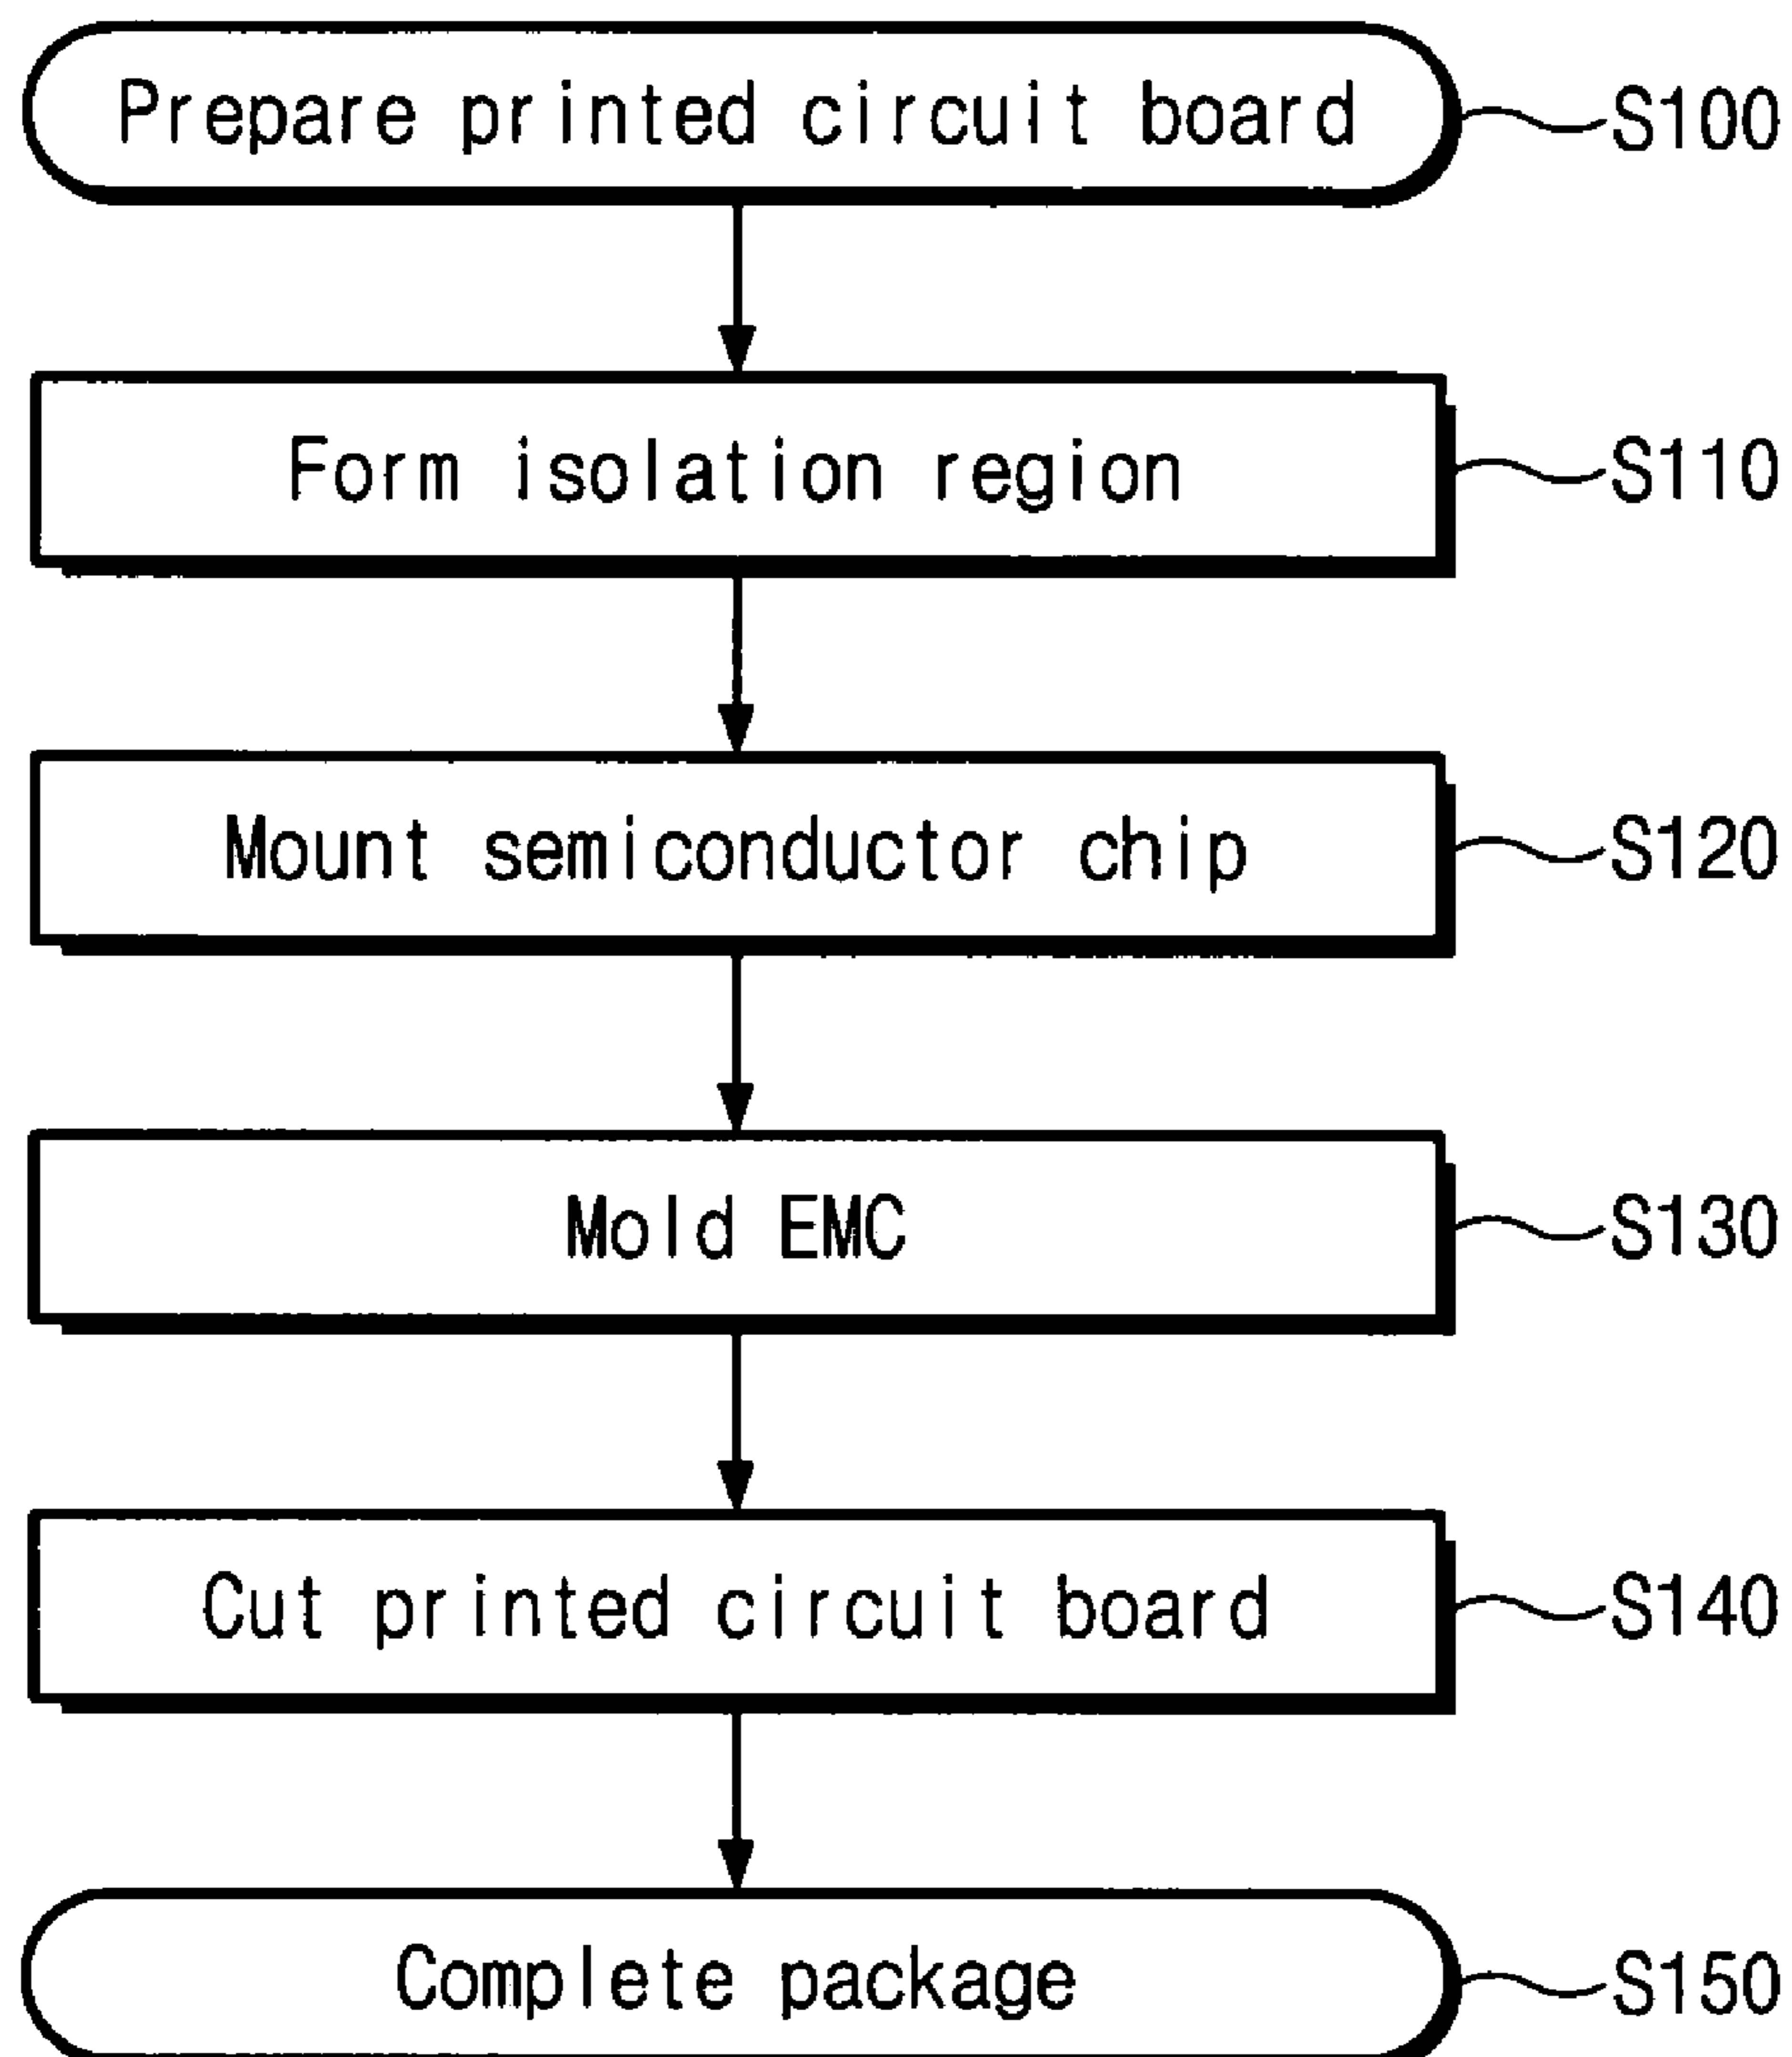 Prepare printed circuit board S100
Form isolation region S110
Mount semiconductor chip S120
Mold EMC S130
Cut printed circuit board S140
Complete package S150